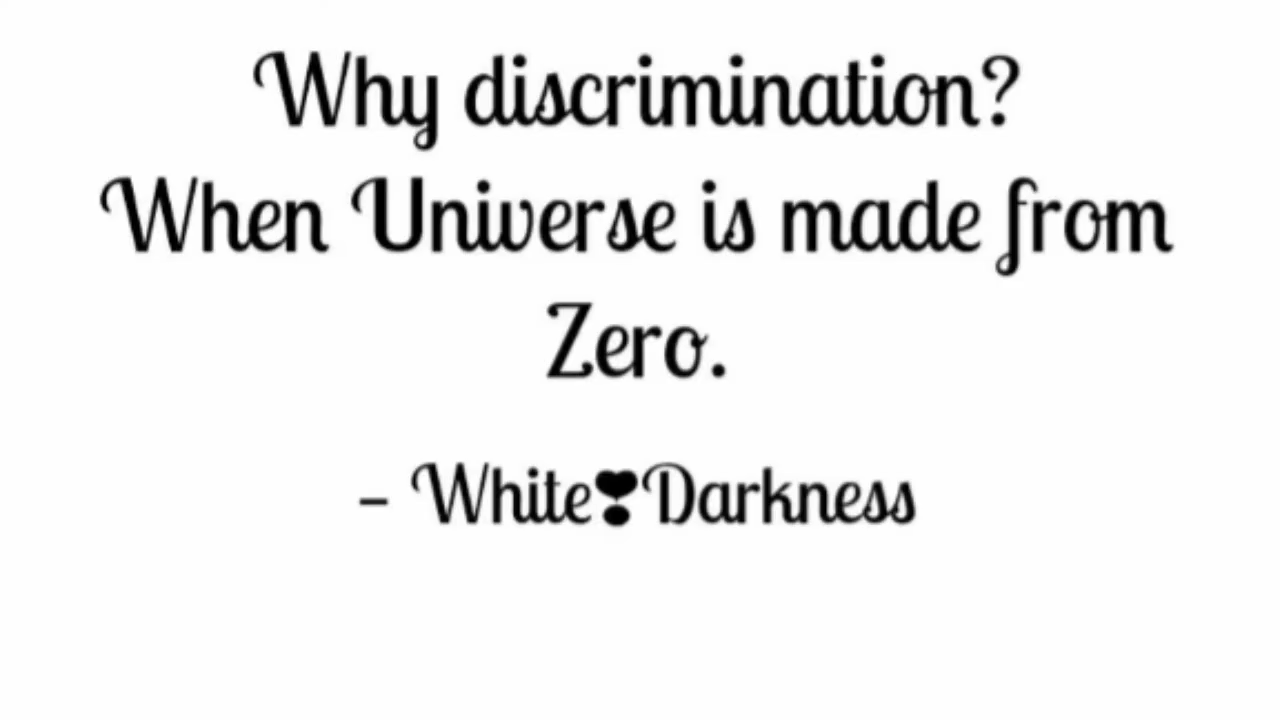 Why discrimination?
When Universe is made from
Zero.
– White❣Darkness